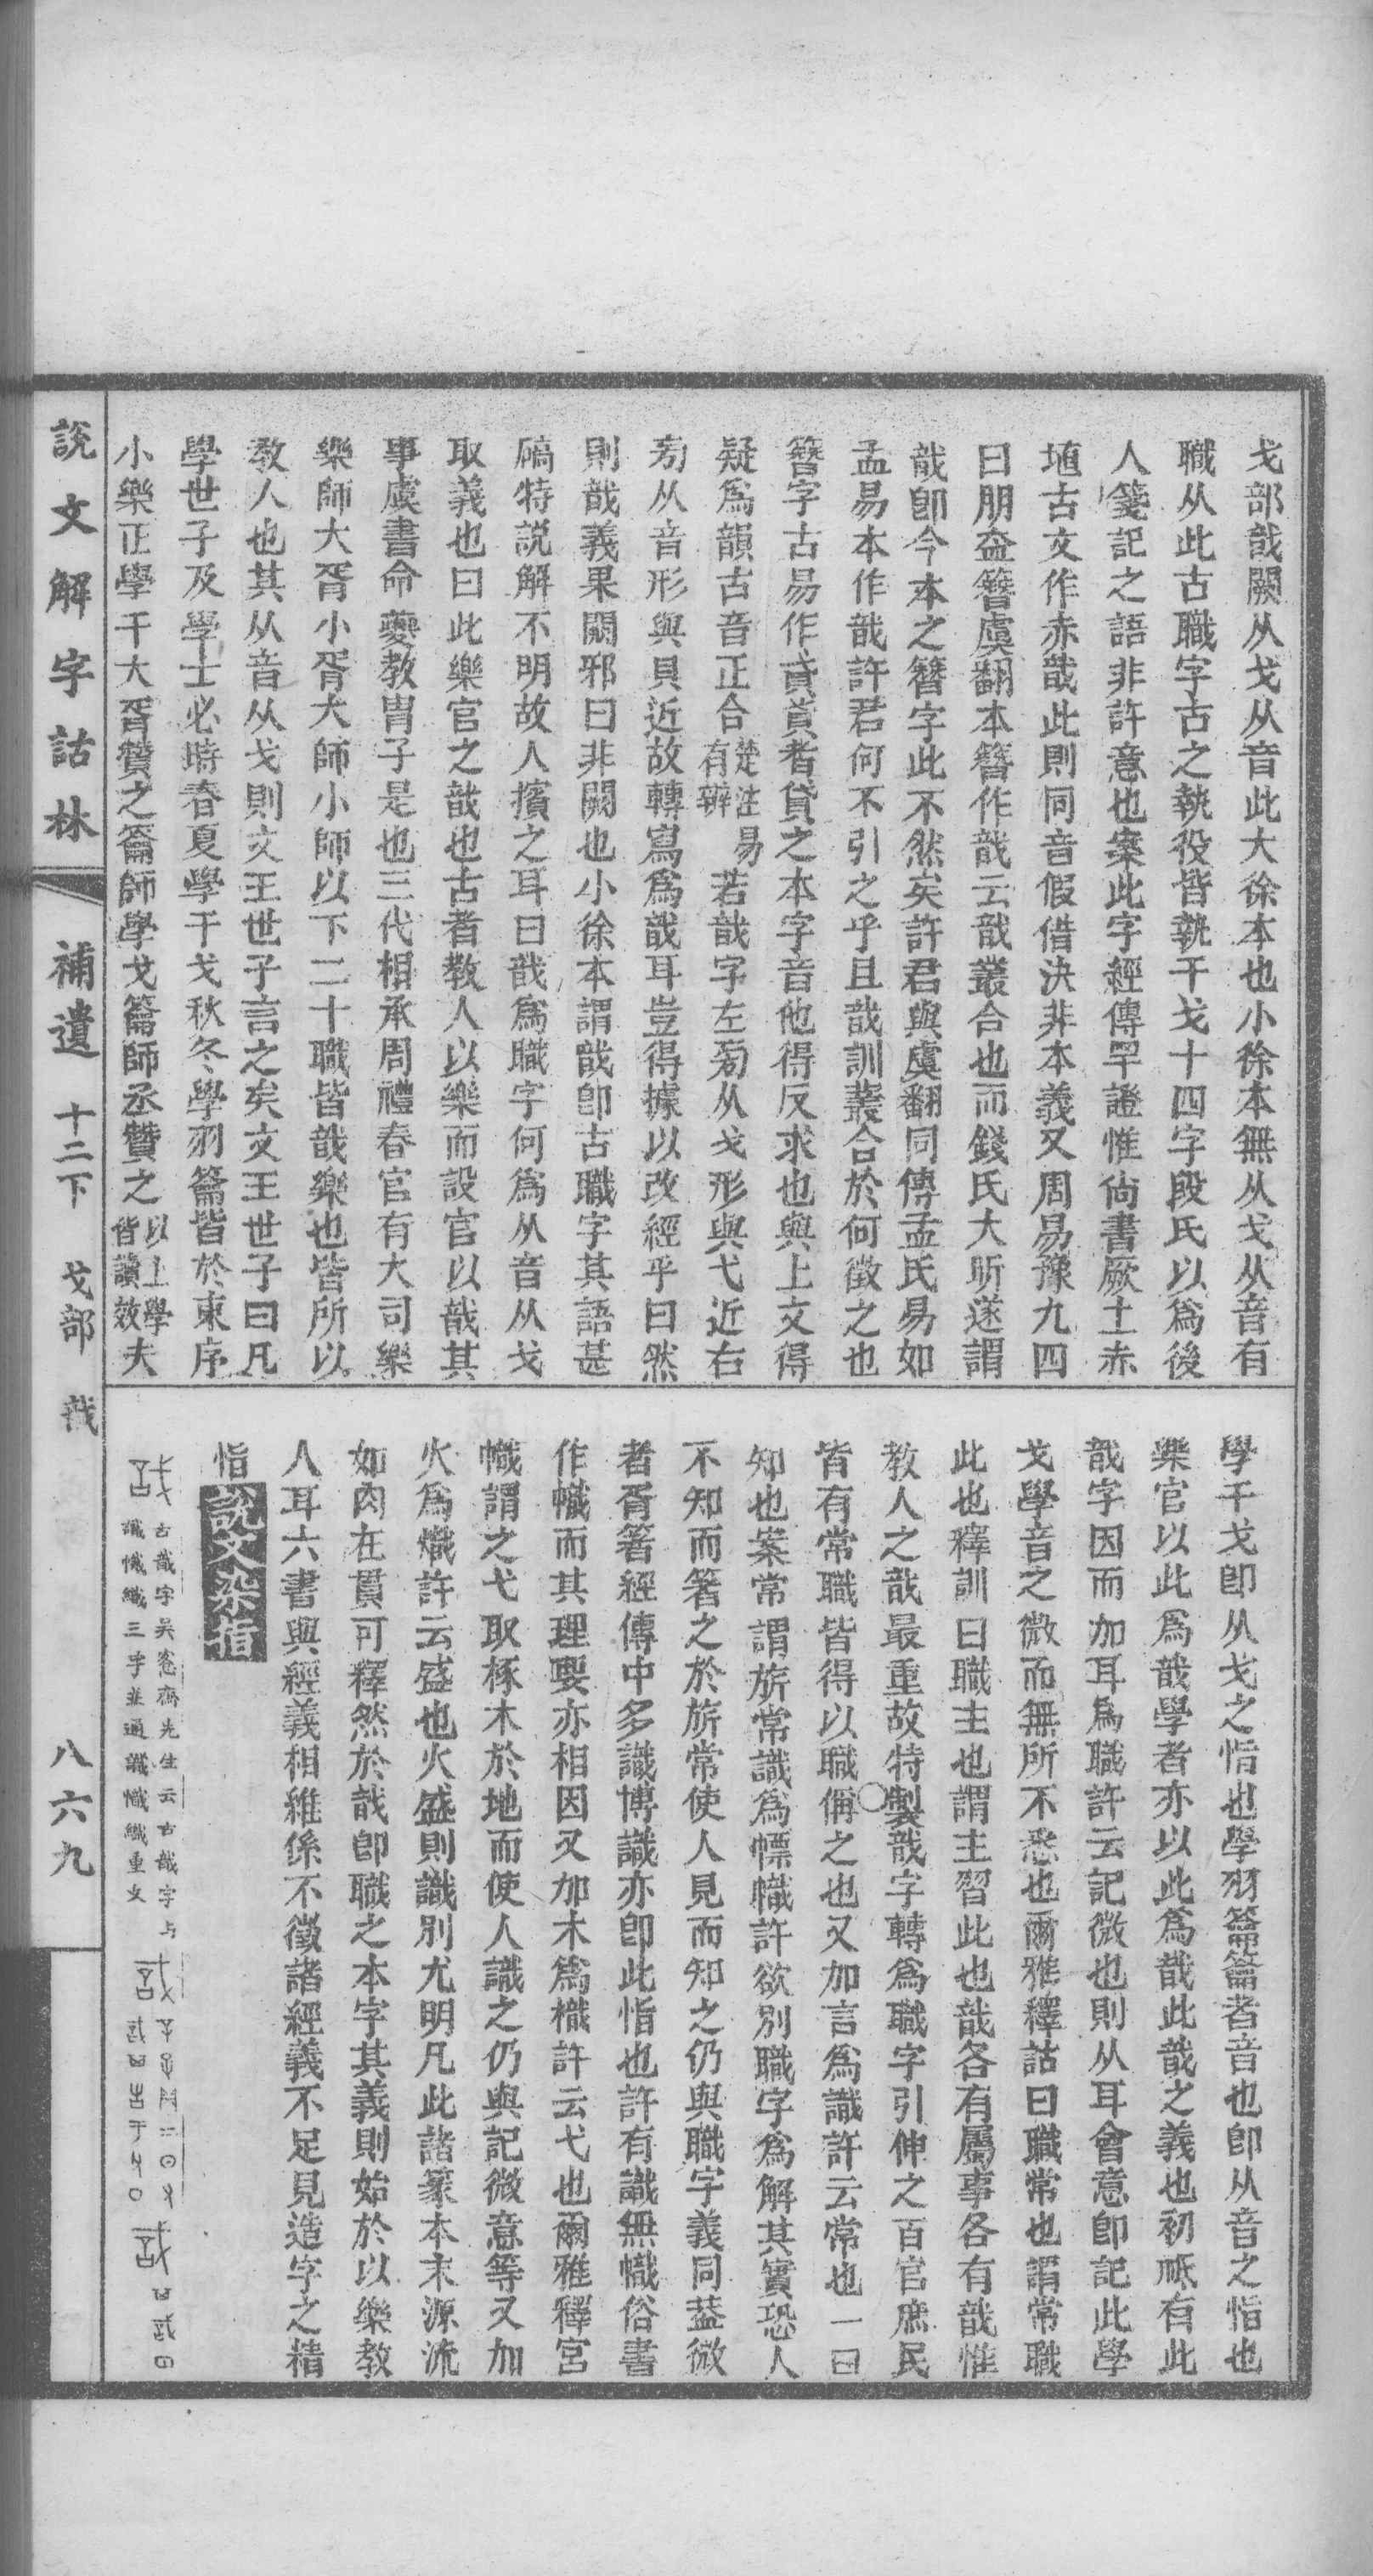 戈部戠闕从戈从音此大徐本也小徐本無从戈从音有
職从此古職字古之執役皆執干戈十四字段氏以爲後
人箋記之語非許意也案此字經傳罕證惟尙書厥土赤
埴古文作赤戠此則同音假借決非本義又周易豫九四
曰朋盍簪虞翻本簪作戠云戠叢合也而錢氏大昕遂謂
戠卽今本之簪字此不然矣許君與虞翻同傳孟氏易如
孟易本作戠許君何不引之乎且戠訓叢合於何徵之也
簪字古易作貣貣者貸之本字音他得反求也與上文得
疑爲韻古音正合楚注易有辨若戠字左㫄从戈形與弋近右
㫄从音形與貝近故轉寫爲戠耳豈得據以改經乎曰然
則戠義果闕邪曰非闕也小徐本謂戠卽古職字其語甚
碻特説解不明故人擯之耳曰戠爲職字何爲从音从戈
取義也曰此樂官之戠也古者教人以樂而設官以戠其
事虞書命夔教胄子是也三代相承周禮春官有大司樂
樂師大胥小胥大師小師以下二十職皆戠樂也皆所以
教人也其从音从戈則文王世子言之矣文王世子曰凡
學世子及學士必時春夏學干戈秋冬學羽籥皆於東序
小樂正學干大胥贊之籥師學戈籥師丞贊之以上學皆讀效夫
學干戈卽从戈之恉也學羽籥籥者音也卽从音之恉也
樂官以此爲戠學者亦以此爲戠此戠之義也初祇有此
戠字因而加耳爲職許云記微也則从耳會意卽記此學
戈學音之微而無所不悉也爾雅釋詁曰職常也謂常職
此也釋訓曰職主也謂主習此也戠各有屬事各有戠惟
教人之戠最重故特製戠字轉爲職字引伸之百官庶民
皆有常職皆得以職偁之也又加言爲識許云常也一曰
知也案常謂旂常識爲幖幟許欲別職字爲解其實恐人
不知而箸之於旂常使人見而知之仍與職字義同葢微
者胥箸經傳中多識博識亦卽此恉也許有識無幟俗書
作幟而其理要亦相因又加木爲樴許云弋也爾雅釋宮
幟謂之弋取椓木於地而使人識之仍與記微意等又加
火爲熾許云盛也火盛則識別尤明凡此諸篆本末源流
如肉在貫可釋然於戠卽職之本字其義則始於以樂教
人耳六書與經義相維係不徵諸經義不足見造字之精
恉
古戠字吳愙齋先生云古戠字与
識幟織三字並通識幟織重文
説文解字詁林
補遺 十二下 戈部 戠
八六九